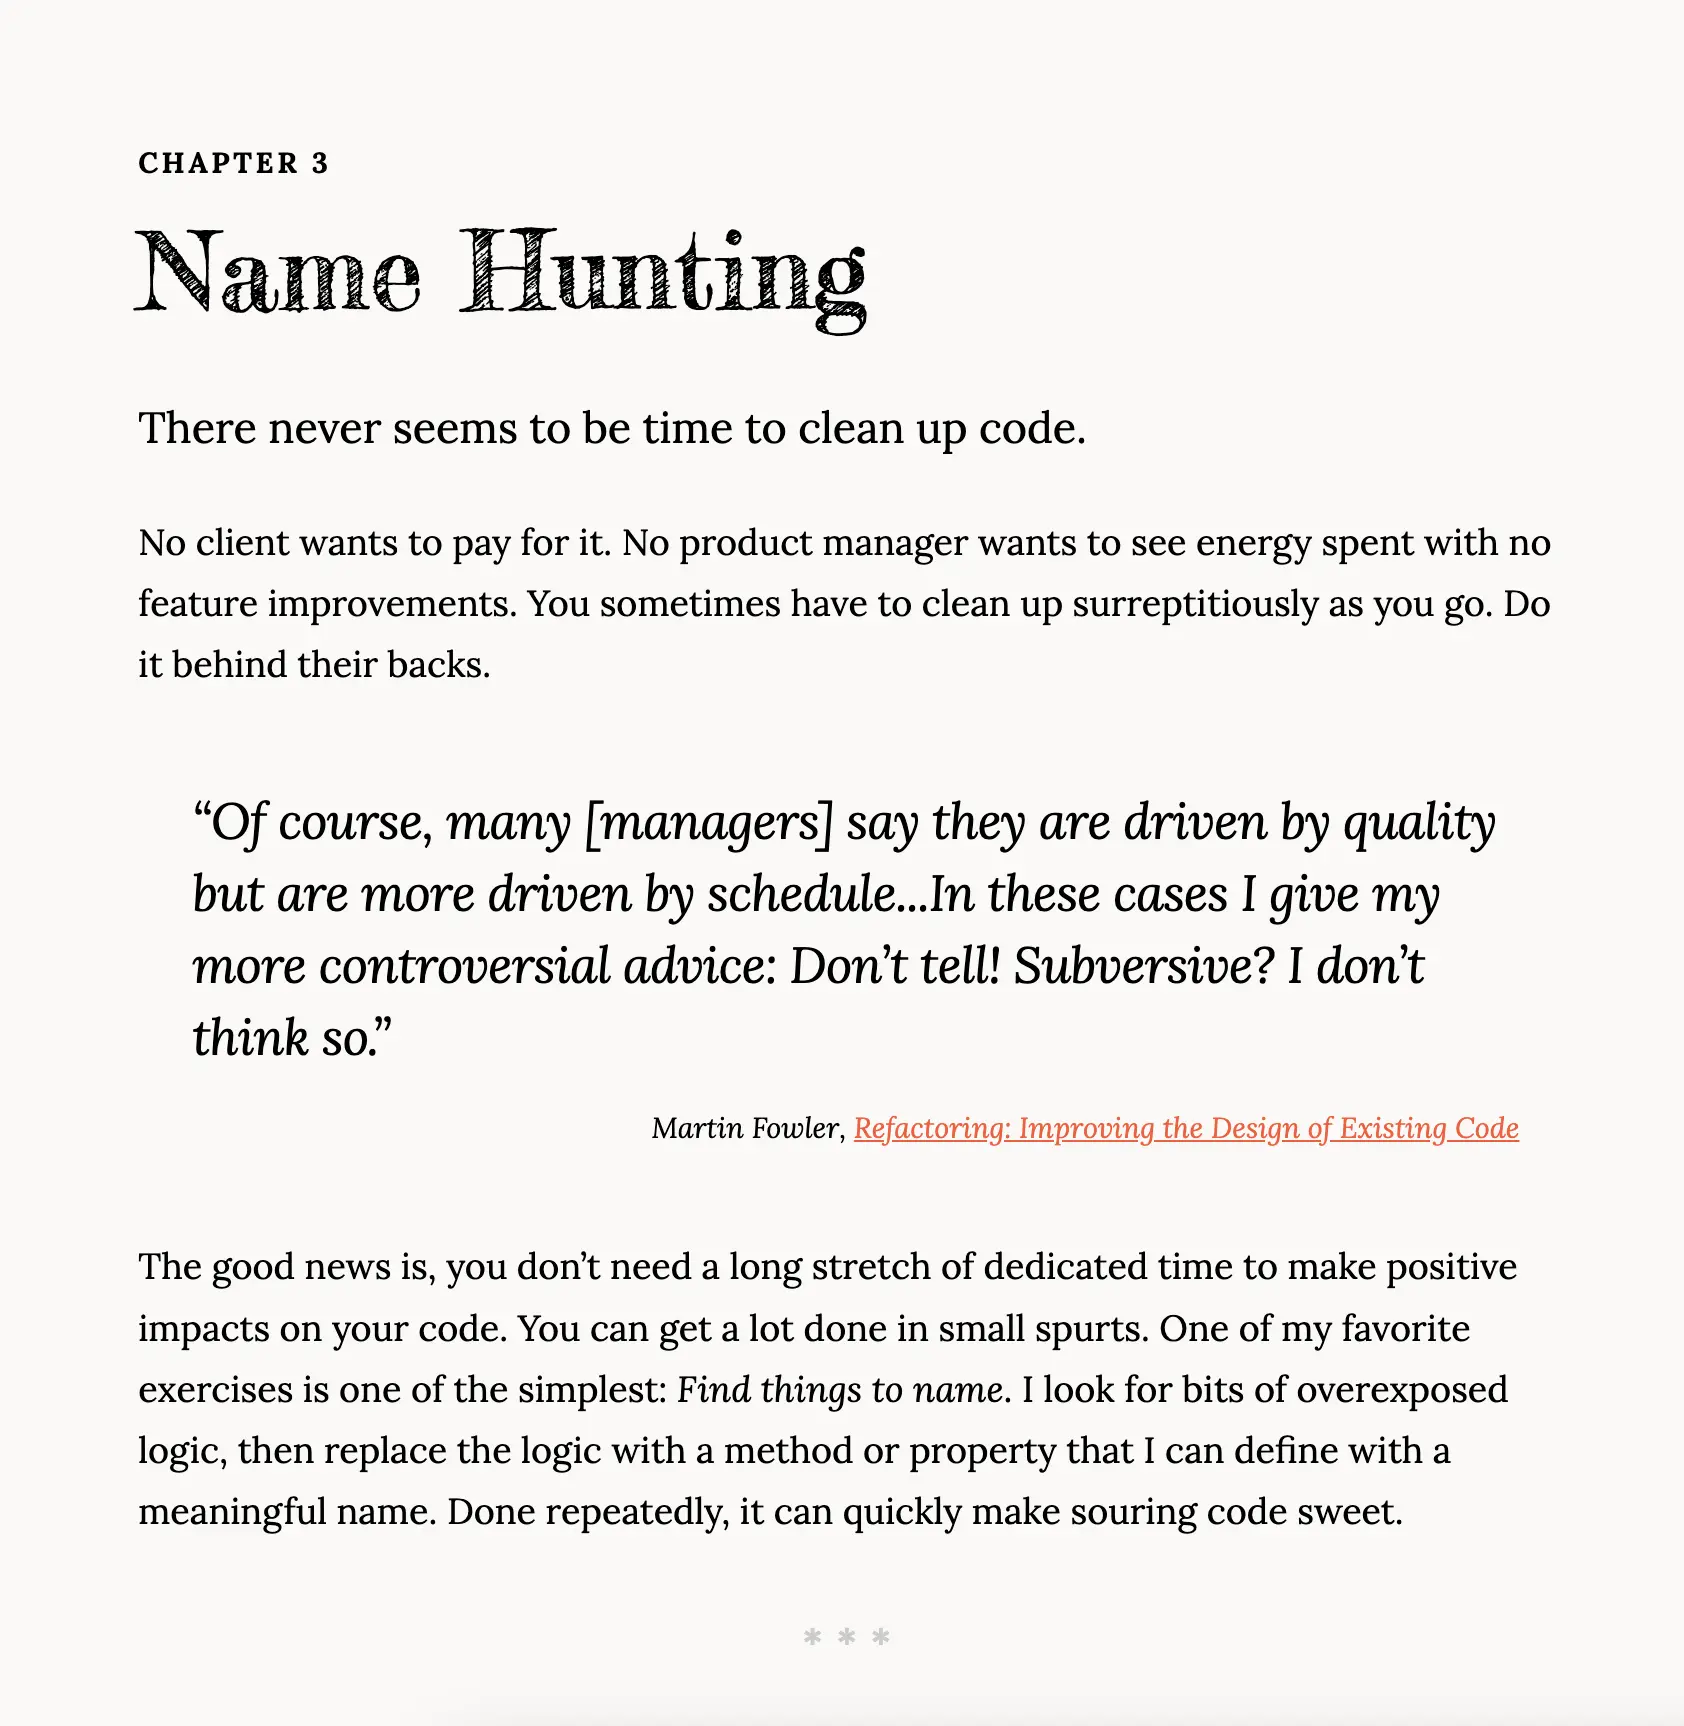 CHAPTER 3
Name Hunting
There never seems to be time to clean up code.
No client wants to pay for it. No product manager wants to see energy spent with no
feature improvements. You sometimes have to clean up surreptitiously as you go. Do
it behind their backs.
“Of course, many [managers] say they are driven by quality
but are more driven by schedule...In these cases I give my
more controversial advice: Don’t tell! Subversive? I don’t
think so.”
Martin Fowler, Refactoring: Improving the Design of Existing Code
The good news is, you don’t need a long stretch of dedicated time to make positive
impacts on your code. You can get a lot done in small spurts. One of my favorite
exercises is one of the simplest: Find things to name. I look for bits of overexposed
logic, then replace the logic with a method or property that I can define with a
meaningful name. Done repeatedly, it can quickly make souring code sweet.
* * *